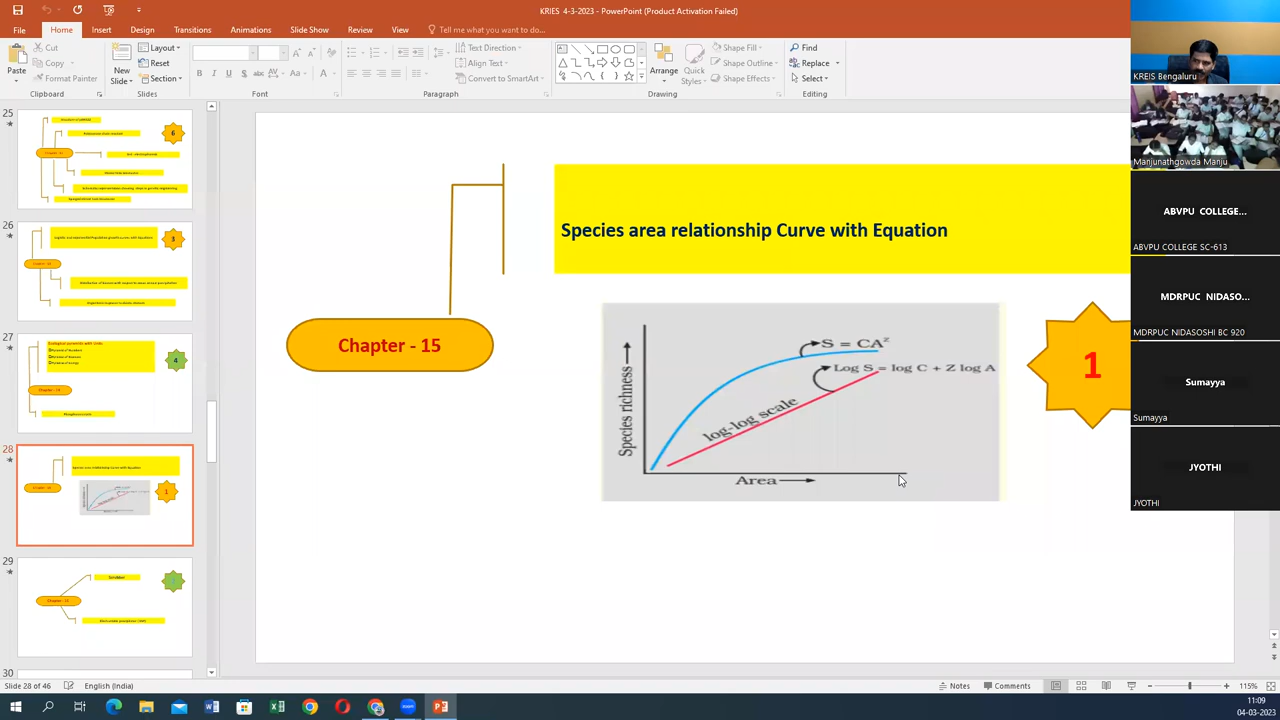 KRIES 4-3-2023 - PowerPoint (Product Activation Failed)
File Home Insert Design Transitions Animations Slide Show Review View Tell me what you want to do...
Paste
Cut
Copy
Format Painter
Clipboard
New Slide
Layout
Reset
Section
Slides
Font
Text Direction
Align Text
Convert to SmartArt
Paragraph
Arrange
Quick Styles
Shape Fill
Shape Outline
Shape Effects
Drawing
Find
Replace
Select
Editing
25
6
26
3
27
4
28
1
29
30
Species area relationship Curve with Equation
Chapter - 15
Species richness
S = CA^z
Log S = log C + Z log A
log-log scale
Area
1
KREIS Bengaluru
Manjunathgowda Manju
ABVPU COLLEGE...
ABVPU COLLEGE SC-613
MDRPUC NIDASO...
MDRPUC NIDASOSHI BC 920
Sumayya
Sumayya
JYOTHI
JYOTHI
Slide 28 of 46 English (India) Notes Comments 115%
11:09
04-03-2023